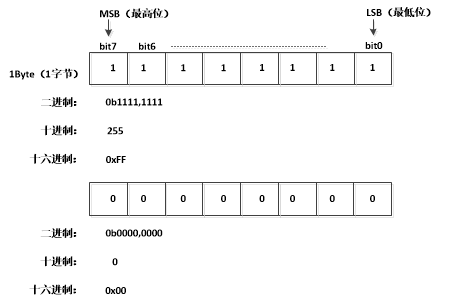 MSB（最高位） LSB（最低位）
bit7 bit6 bit0
1Byte（1字节） 1 1 1 1 1 1 1 1
二进制： 0b1111,1111
十进制： 255
十六进制： 0xFF
0 0 0 0 0 0 0 0
二进制： 0b0000,0000
十进制： 0
十六进制： 0x00